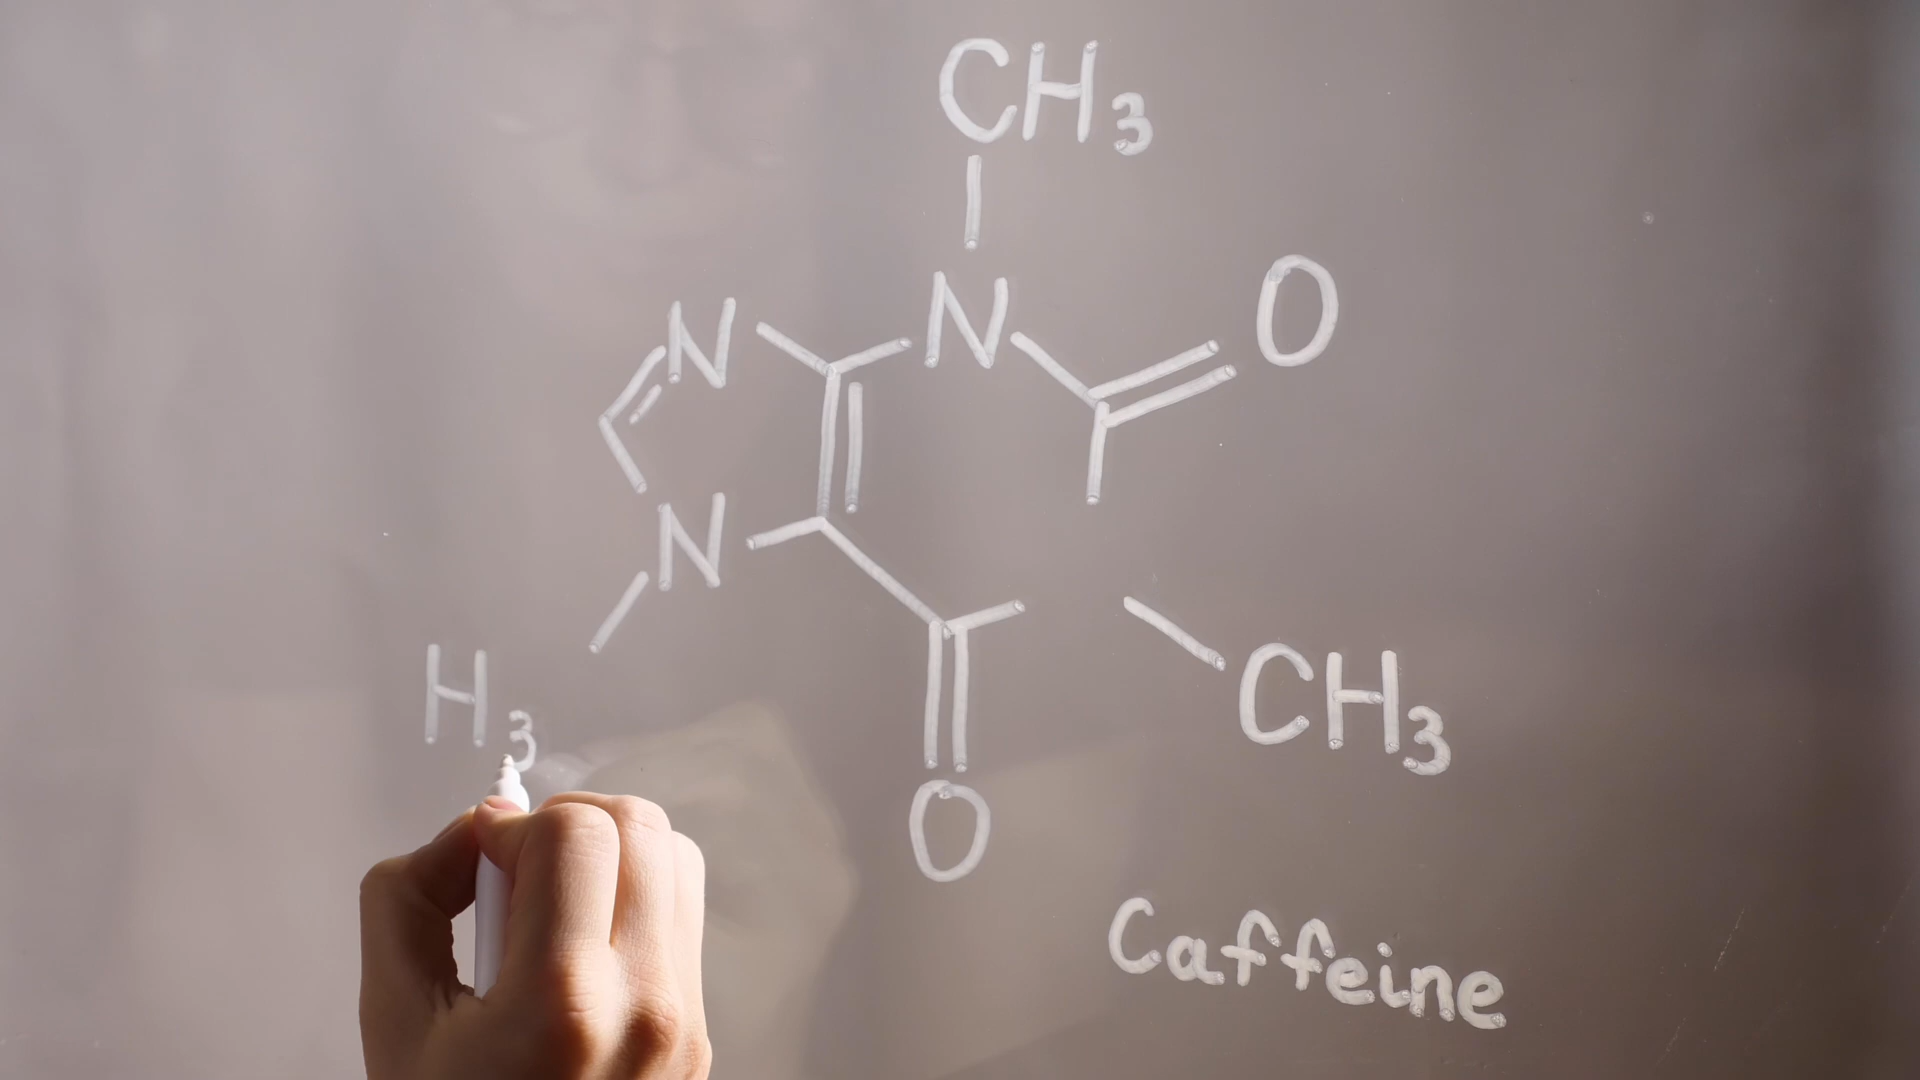 CH3
N O
N
N
H3 CH3
O
Caffeine